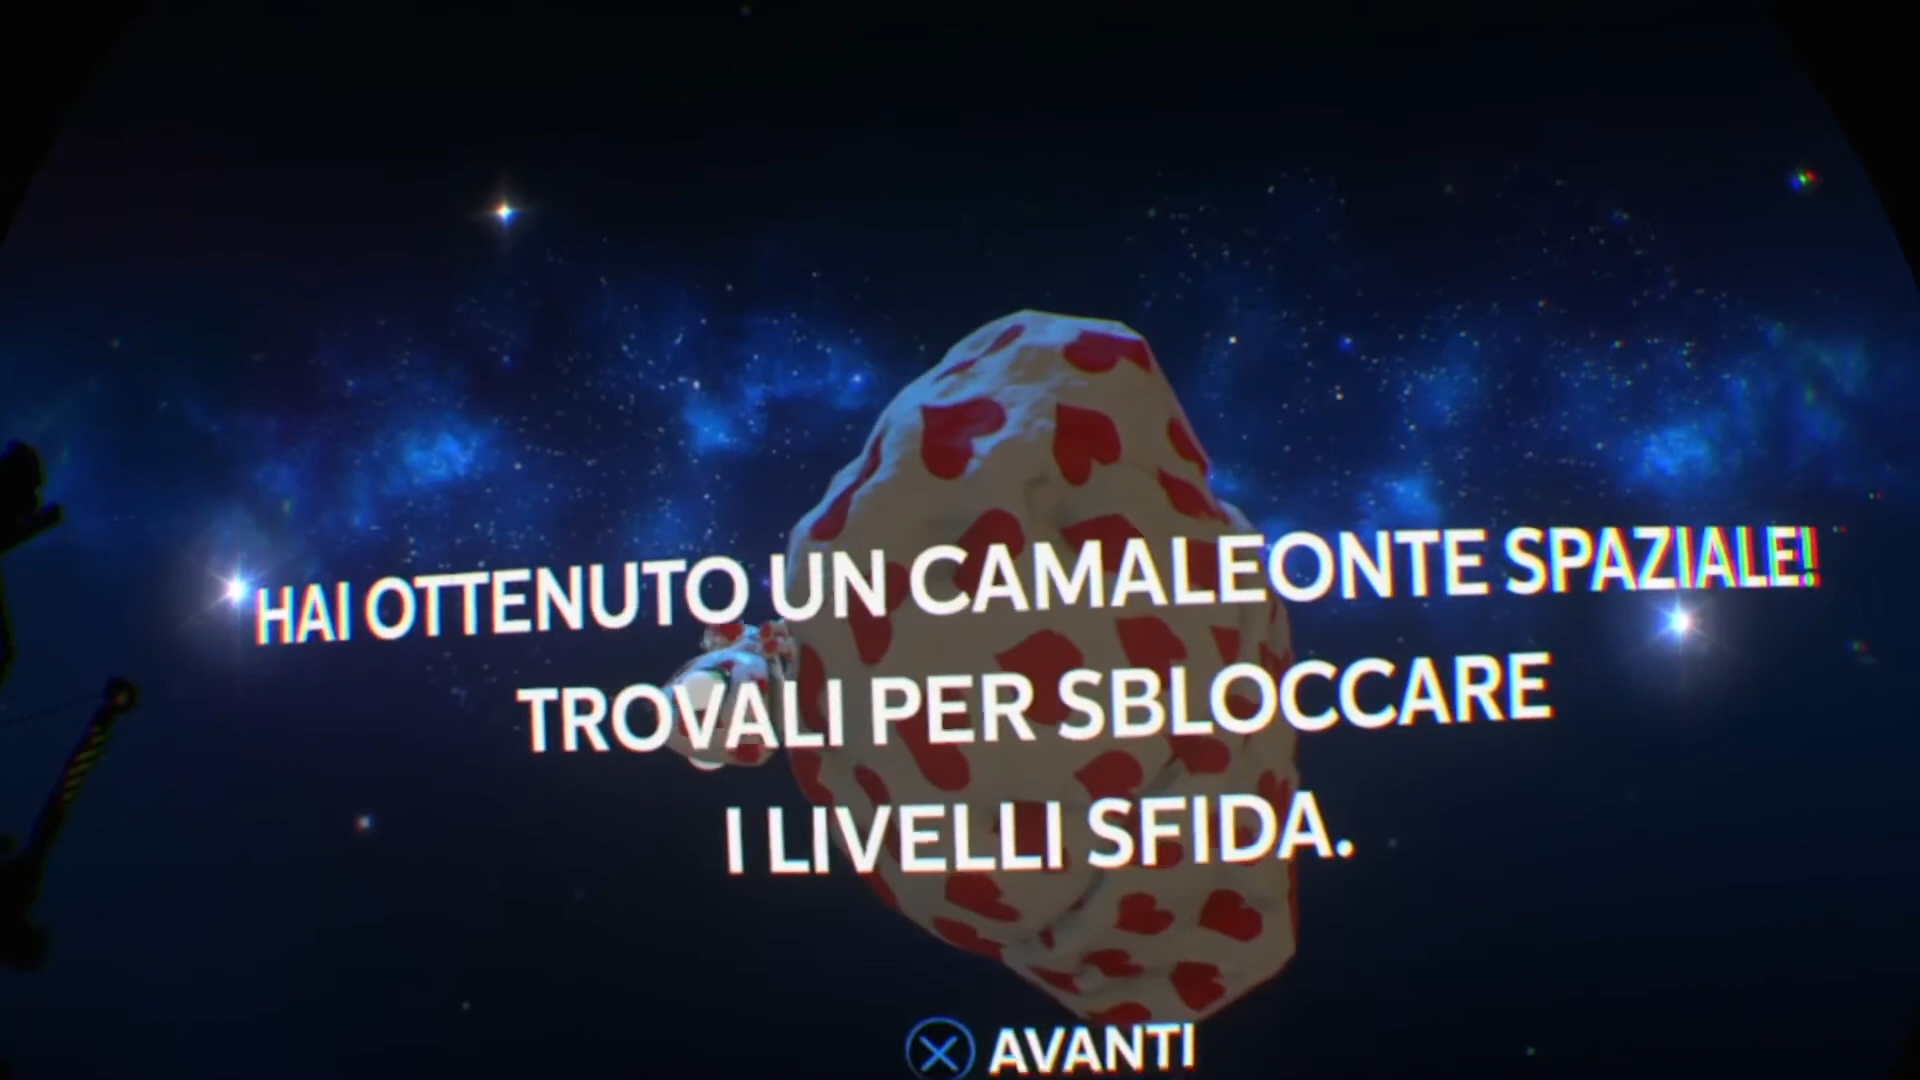 HAI OTTENUTO UN CAMALEONTE SPAZIALE!
TROVALI PER SBLOCCARE
I LIVELLI SFIDA.
AVANTI